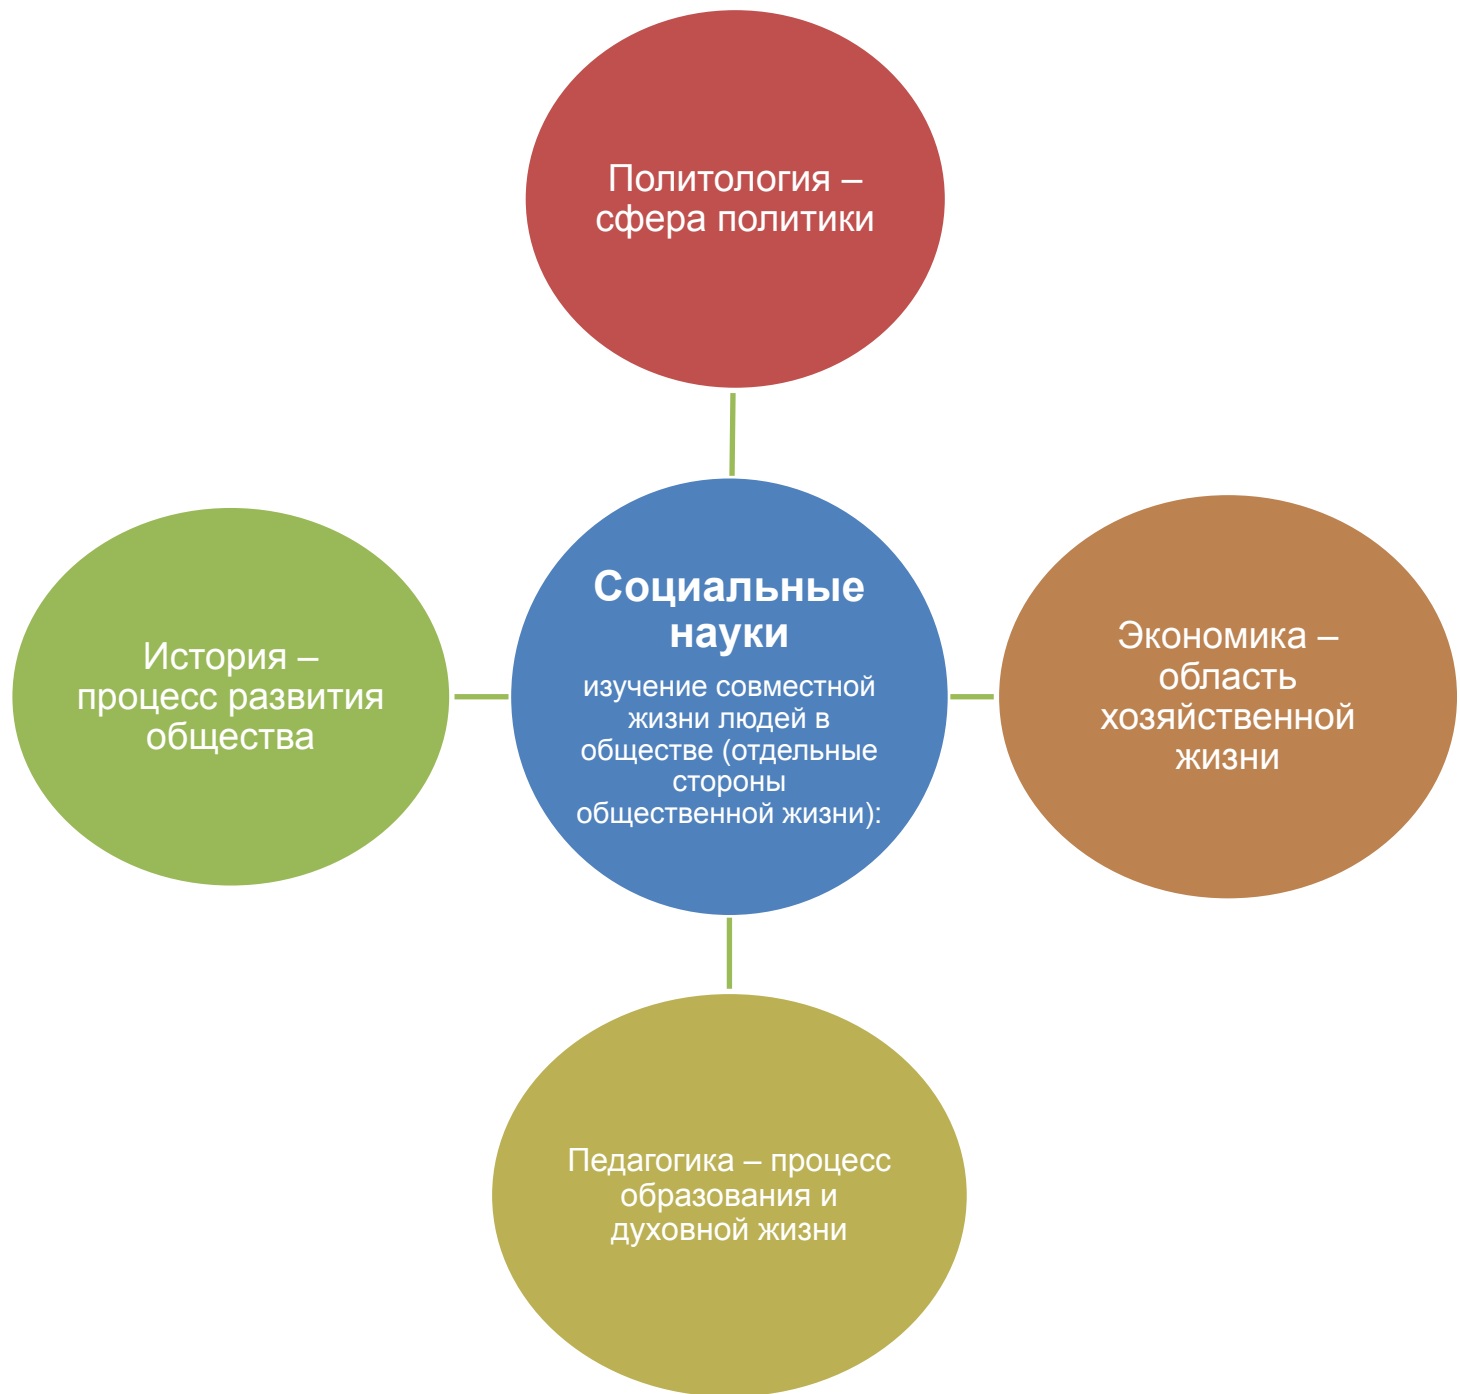 Политология –
сфера политики
История –
процесс развития
общества
Социальные
науки
изучение совместной
жизни людей в
обществе (отдельные
стороны
общественной жизни):
Экономика –
область
хозяйственной
жизни
Педагогика – процесс
образования и
духовной жизни